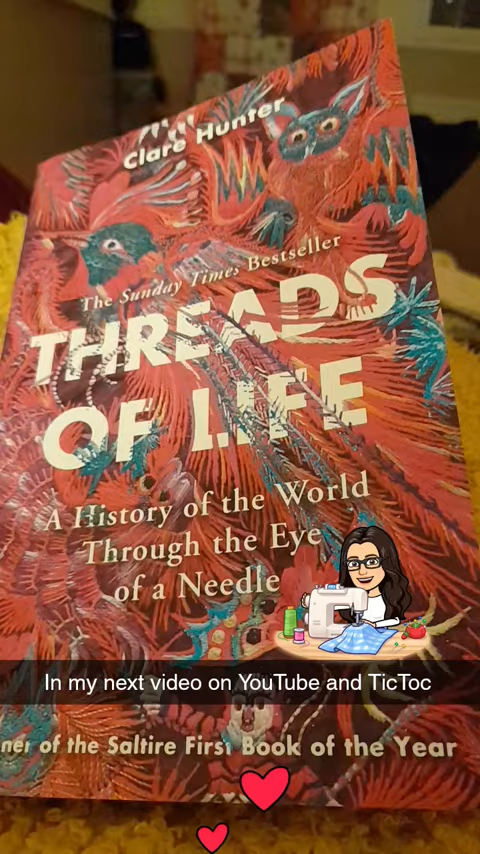 Clare Hunter
The Sunday Times Bestseller
THREADS
OF LIFE
A History of the World
Through the Eye
of a Needle
In my next video on YouTube and TicToc
ner of the Saltire First Book of the Year